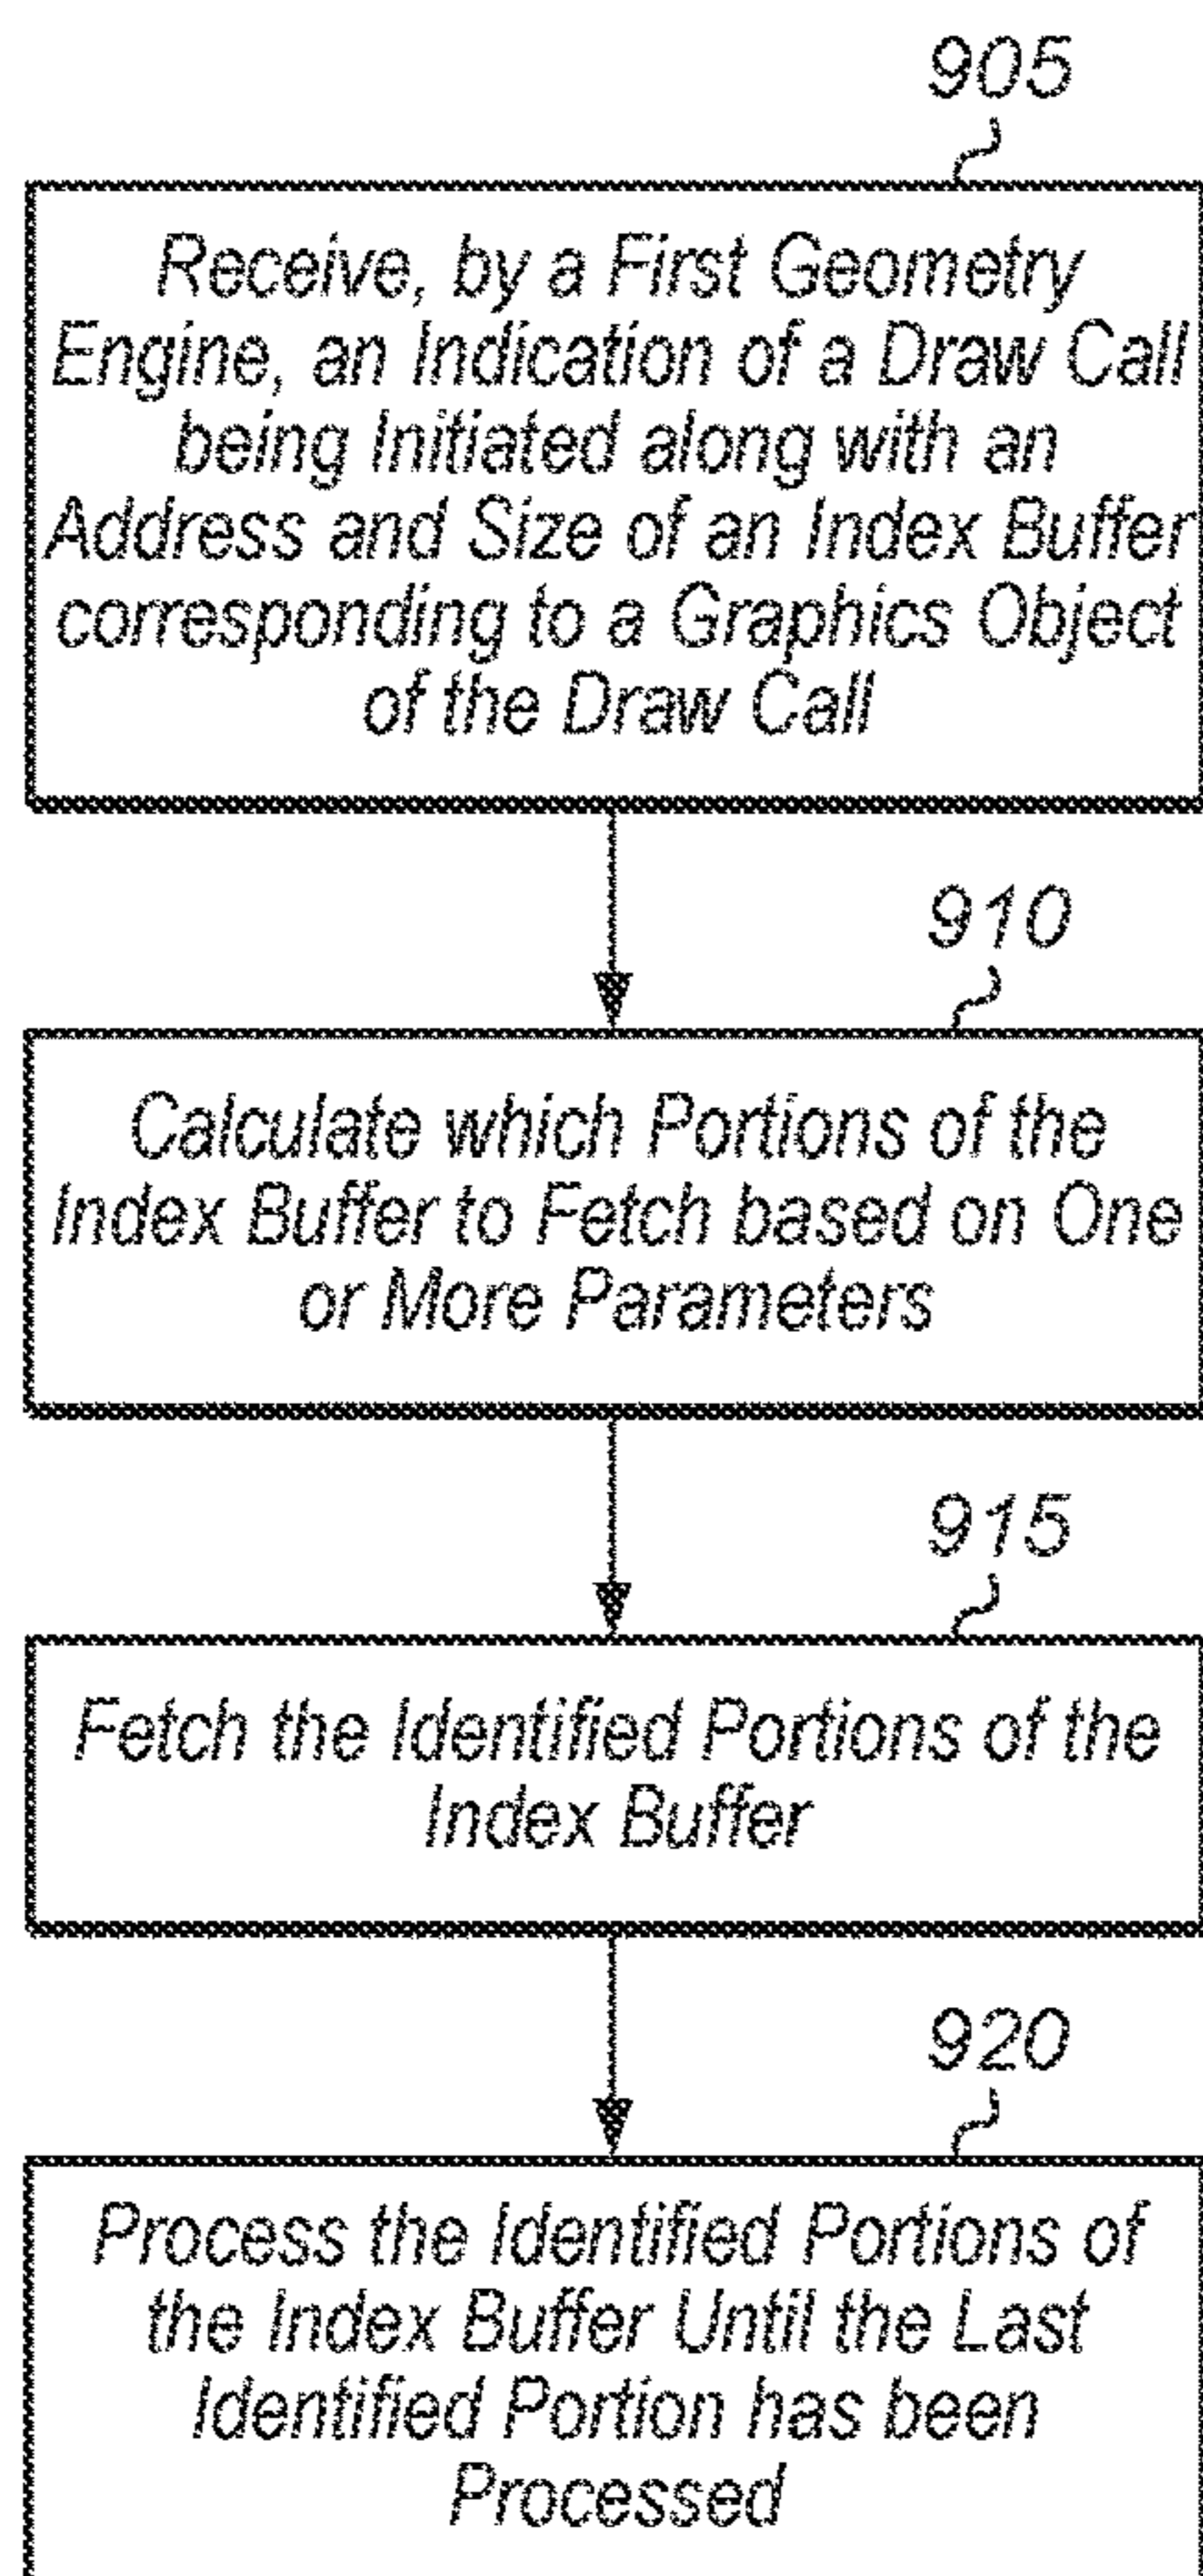 905
Receive, by a First Geometry
Engine, an Indication of a Draw Call
being Initiated along with an
Address and Size of an Index Buffer
corresponding to a Graphics Object
of the Draw Call
910
Calculate which Portions of the
Index Buffer to Fetch based on One
or More Parameters
915
Fetch the Identified Portions of the
Index Buffer
920
Process the Identified Portions of
the Index Buffer Until the Last
Identified Portion has been
Processed